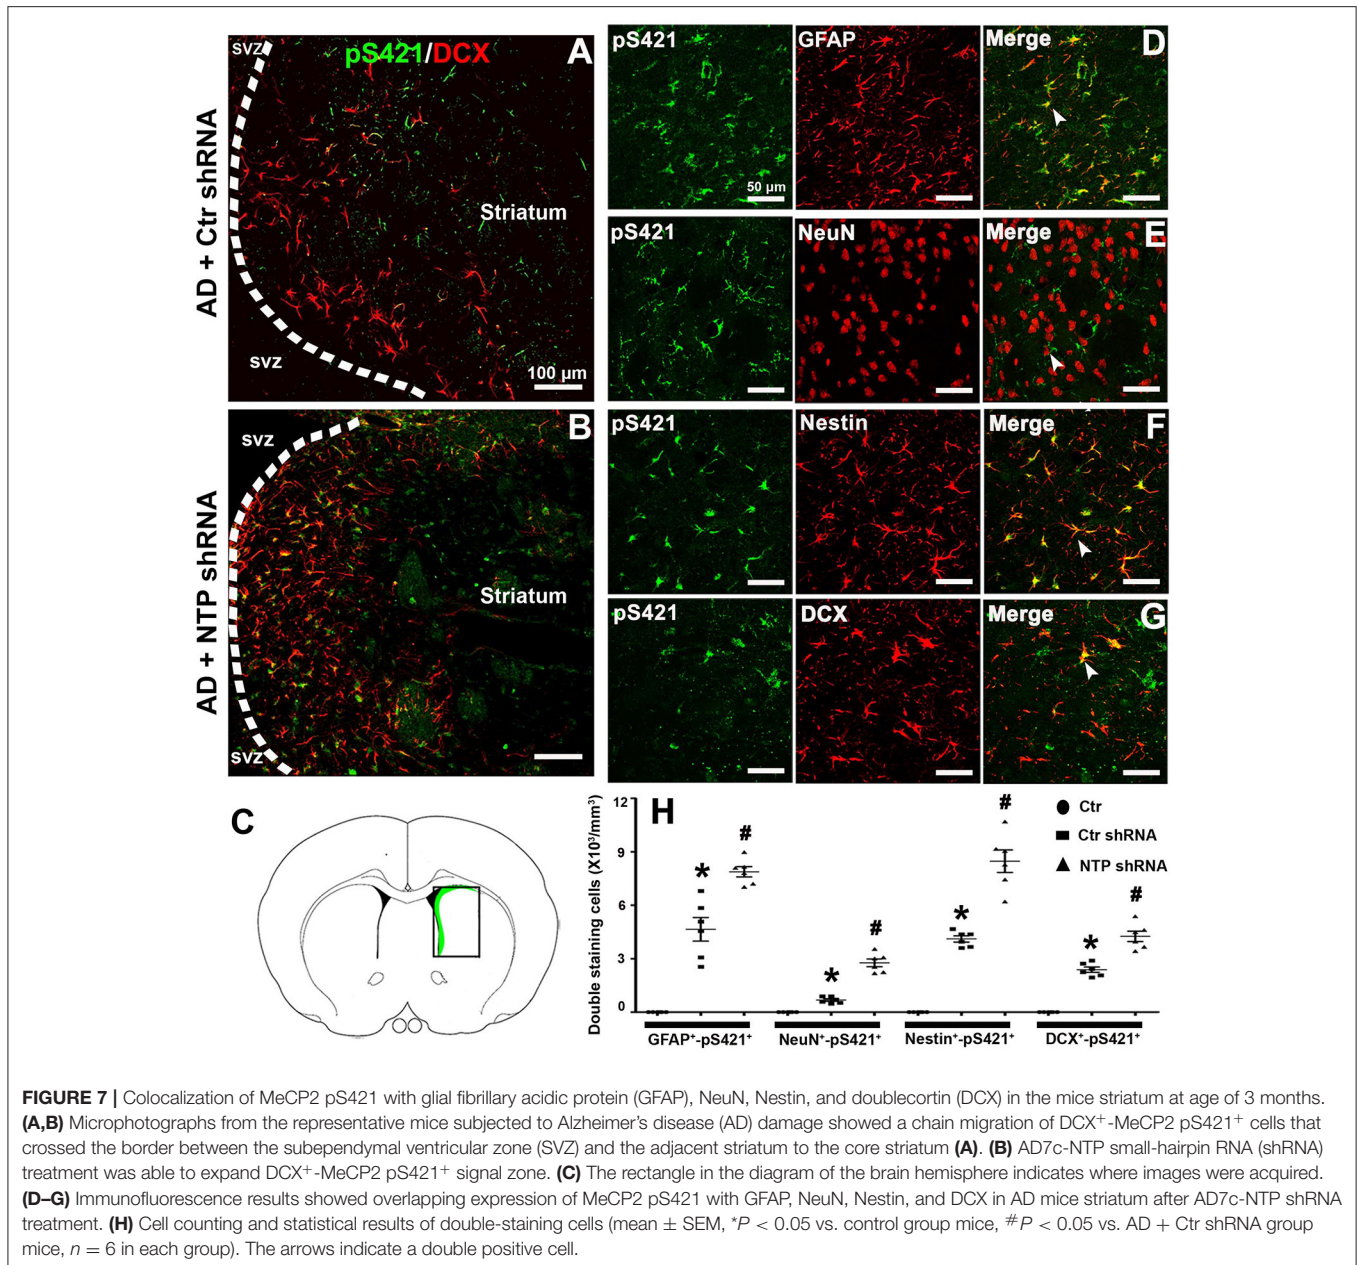 SVZ
pS421/DCX
A
AD + Ctr shRNA
Striatum
SVZ
100 µm
SVZ
B
AD + NTP shRNA
Striatum
SVZ
C
pS421
GFAP
Merge
D
50 µm
pS421
NeuN
Merge
E
pS421
Nestin
Merge
F
pS421
DCX
Merge
G
H
Double staining cells (X10³/mm³)
12
9
6
3
0
*
#
*
#
*
#
*
#
Ctr
Ctr shRNA
NTP shRNA
GFAP⁺-pS421⁺
NeuN⁺-pS421⁺
Nestin⁺-pS421⁺
DCX⁺-pS421⁺
FIGURE 7 | Colocalization of MeCP2 pS421 with glial fibrillary acidic protein (GFAP), NeuN, Nestin, and doublecortin (DCX) in the mice striatum at age of 3 months.
(A,B) Microphotographs from the representative mice subjected to Alzheimer's disease (AD) damage showed a chain migration of DCX⁺-MeCP2 pS421⁺ cells that
crossed the border between the subependymal ventricular zone (SVZ) and the adjacent striatum to the core striatum (A). (B) AD7c-NTP small-hairpin RNA (shRNA)
treatment was able to expand DCX⁺-MeCP2 pS421⁺ signal zone. (C) The rectangle in the diagram of the brain hemisphere indicates where images were acquired.
(D–G) Immunofluorescence results showed overlapping expression of MeCP2 pS421 with GFAP, NeuN, Nestin, and DCX in AD mice striatum after AD7c-NTP shRNA
treatment. (H) Cell counting and statistical results of double-staining cells (mean ± SEM, *P < 0.05 vs. control group mice, #P < 0.05 vs. AD + Ctr shRNA group
mice, n = 6 in each group). The arrows indicate a double positive cell.